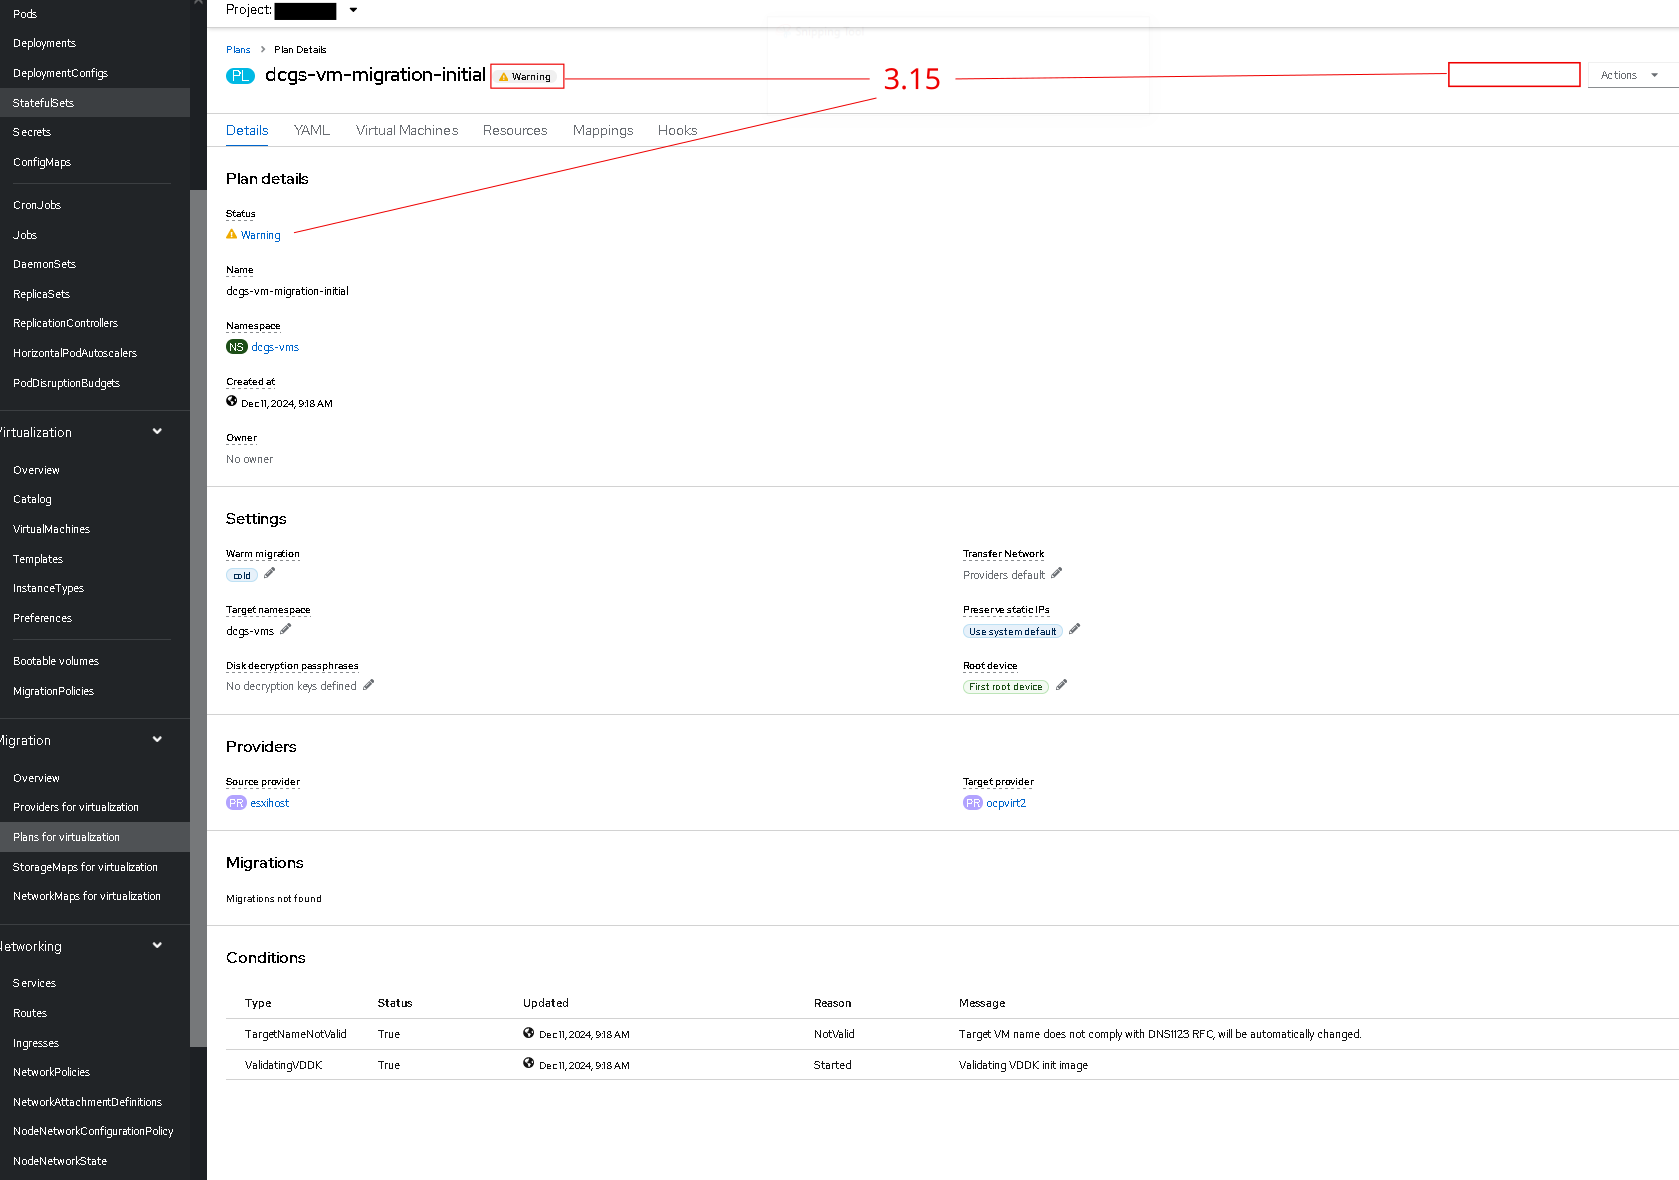 Pods
Deployments
DeploymentConfigs
StatefulSets
Secrets
ConfigMaps
CronJobs
Jobs
DaemonSets
ReplicaSets
ReplicationControllers
HorizontalPodAutoscalers
PodDisruptionBudgets
Virtualization
Overview
Catalog
VirtualMachines
Templates
InstanceTypes
Preferences
Bootable volumes
MigrationPolicies
Migration
Overview
Providers for virtualization
Plans for virtualization
StorageMaps for virtualization
NetworkMaps for virtualization
Networking
Services
Routes
Ingresses
NetworkPolicies
NetworkAttachmentDefinitions
NodeNetworkConfigurationPolicy
NodeNetworkState
Project:
Plans > Plan Details
PL dcgs-vm-migration-initial Warning 3.15 Actions
Details YAML Virtual Machines Resources Mappings Hooks
Plan details
Status
Warning
Name
dcgs-vm-migration-initial
Namespace
NS dcgs-vms
Created at
Dec 11, 2024, 9:18 AM
Owner
No owner
Settings
Warm migration
cold
Target namespace
dcgs-vms
Disk decryption passphrases
No decryption keys defined
Transfer Network
Providers default
Preserve static IPs
Use system default
Root device
First root device
Providers
Source provider
PR esxihost
Target provider
PR ocpvirt2
Migrations
Migrations not found
Conditions
Type Status Updated Reason Message
TargetNameNotValid True Dec 11, 2024, 9:18 AM NotValid Target VM name does not comply with DNS1123 RFC, will be automatically changed.
ValidatingVDDK True Dec 11, 2024, 9:18 AM Started Validating VDDK init image